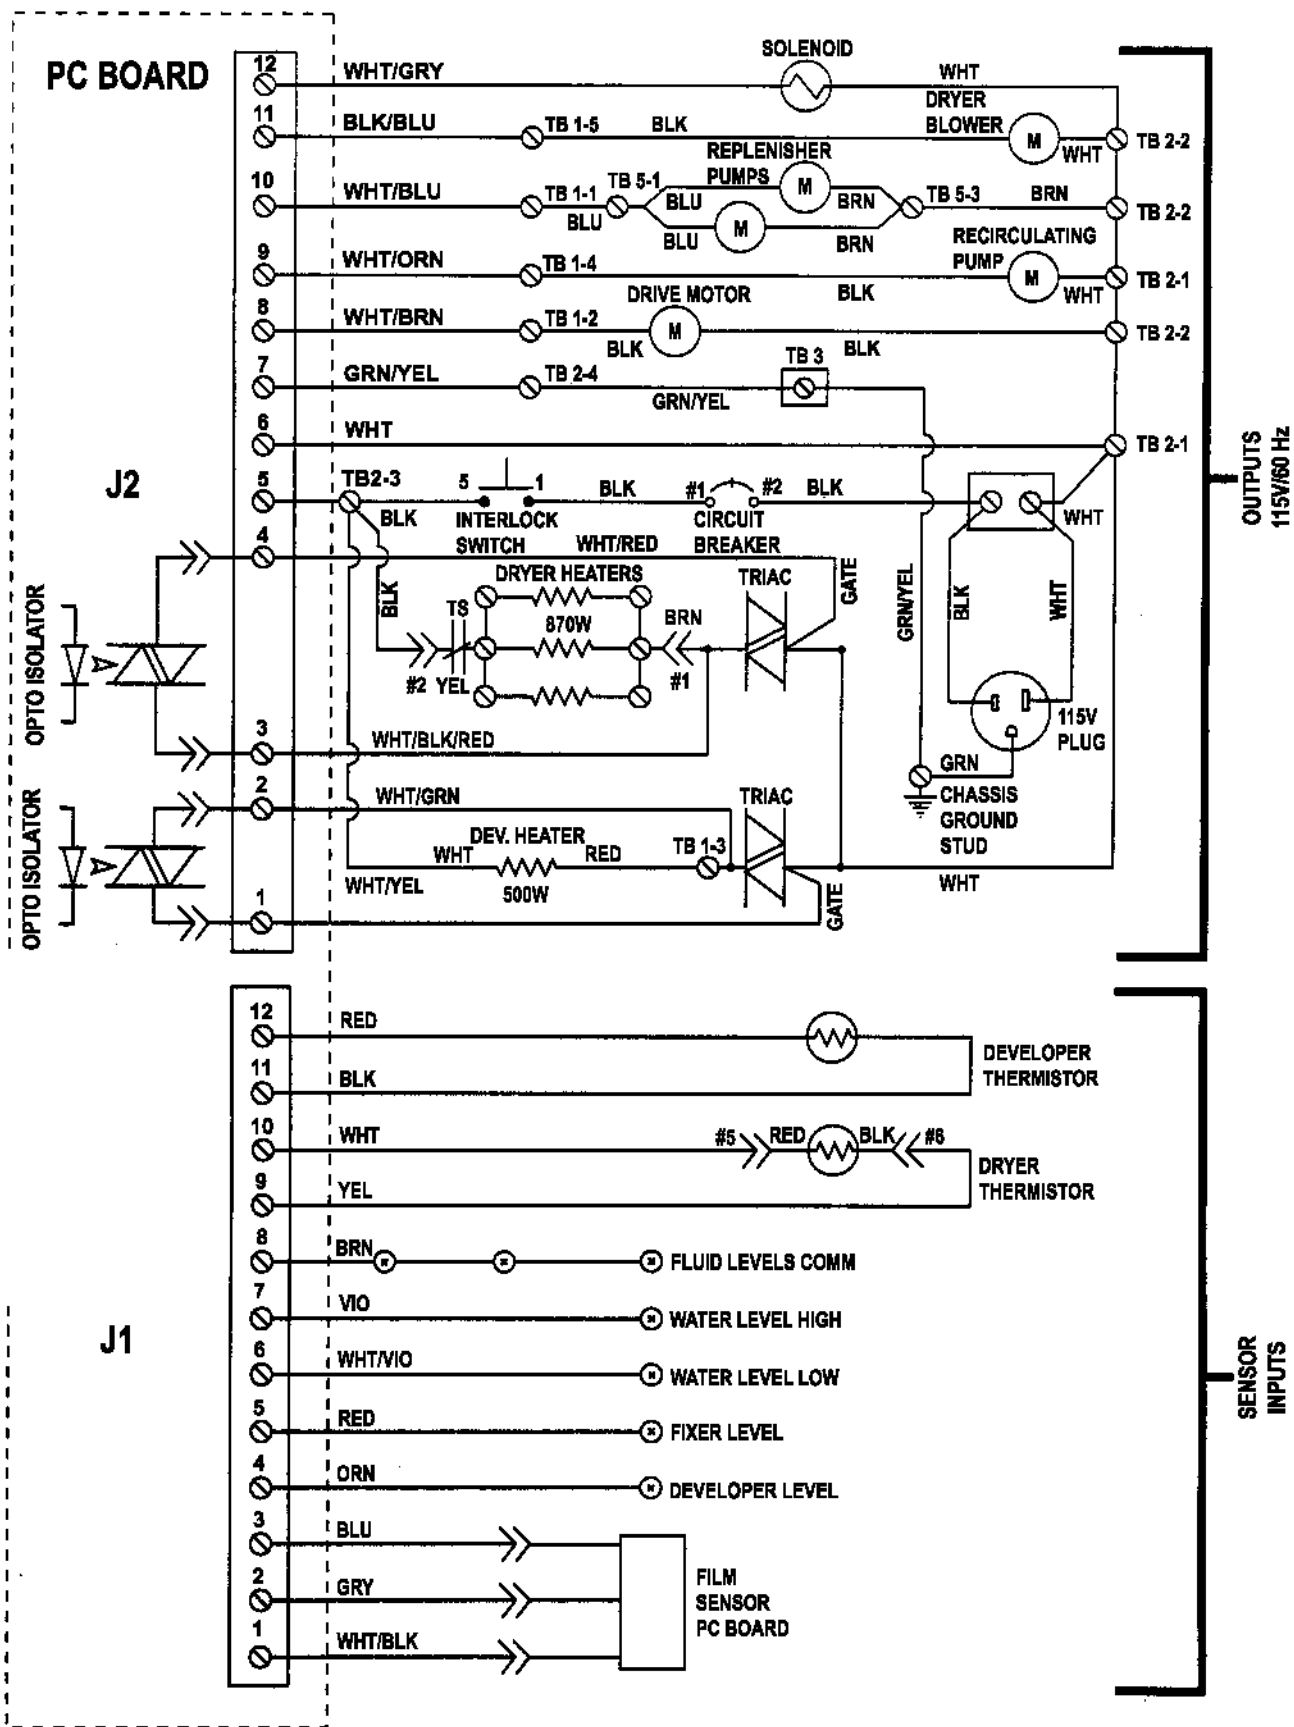 PC BOARD
J2
12
WHT/GRY
SOLENOID
WHT
11
BLK/BLU
TB 1-5
BLK
DRYER
BLOWER
M
WHT
TB 2-2
10
WHT/BLU
TB 1-1
BLU
TB 5-1
REPLENISHER
PUMPS
BLU
M
BRN
BLU
M
BRN
TB 5-3
BRN
TB 2-2
9
WHT/ORN
TB 1-4
BLK
RECIRCULATING
PUMP
M
WHT
TB 2-1
8
WHT/BRN
TB 1-2
BLK
DRIVE MOTOR
M
BLK
TB 2-2
7
GRN/YEL
TB 2-4
GRN/YEL
TB 3
6
WHT
TB 2-1
5
TB2-3
BLK
5
1
INTERLOCK
SWITCH
BLK
#1
#2
CIRCUIT
BREAKER
BLK
WHT
4
WHT/RED
BLK
DRYER HEATERS
870W
TS
#2
YEL
BRN
#1
TRIAC
GATE
GRN/YEL
BLK
WHT
115V
PLUG
GRN
CHASSIS
GROUND
STUD
OPTO ISOLATOR
3
WHT/BLK/RED
2
WHT/GRN
DEV. HEATER
WHT
RED
500W
WHT/YEL
TB 1-3
TRIAC
GATE
WHT
OPTO ISOLATOR
1
OUTPUTS
115V/60 Hz
J1
12
RED
11
BLK
DEVELOPER
THERMISTOR
10
WHT
#5
RED
BLK
#6
9
YEL
DRYER
THERMISTOR
8
BRN
FLUID LEVELS COMM
7
VIO
WATER LEVEL HIGH
6
WHT/VIO
WATER LEVEL LOW
5
RED
FIXER LEVEL
4
ORN
DEVELOPER LEVEL
3
BLU
2
GRY
1
WHT/BLK
FILM
SENSOR
PC BOARD
SENSOR
INPUTS